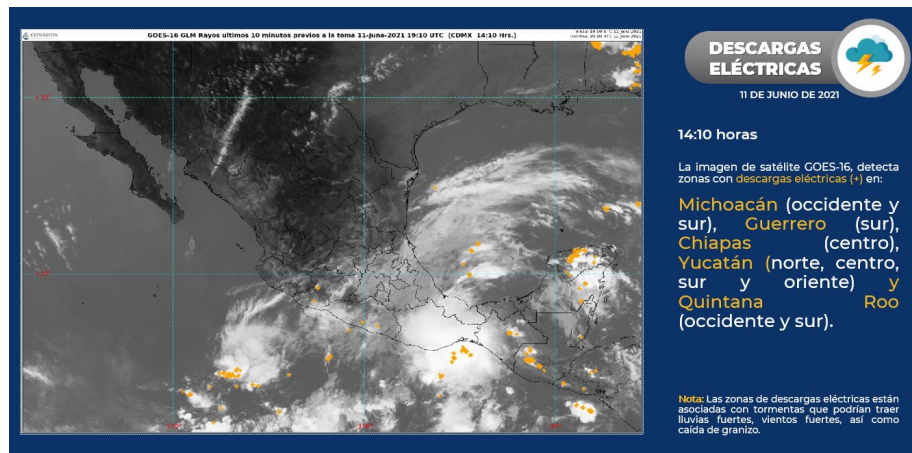 CONAGUA
GOES-16 GLM Rayos ultimos 10 minutos previos a la toma 11-June-2021 19:10 UTC (CDMX 14:10 Hrs.)
DESCARGAS
ELÉCTRICAS
11 DE JUNIO DE 2021
14:10 horas
La imagen de satélite GOES-16, detecta
zonas con descargas eléctricas (+) en:
Michoacán (occidente y
sur), Guerrero (sur),
Chiapas (centro),
Yucatán (norte, centro,
sur y oriente) y
Quintana Roo
(occidente y sur).
Nota: Las zonas de descargas eléctricas están
asociadas con tormentas que podrían traer
lluvias fuertes, vientos fuertes, así como
caída de granizo.